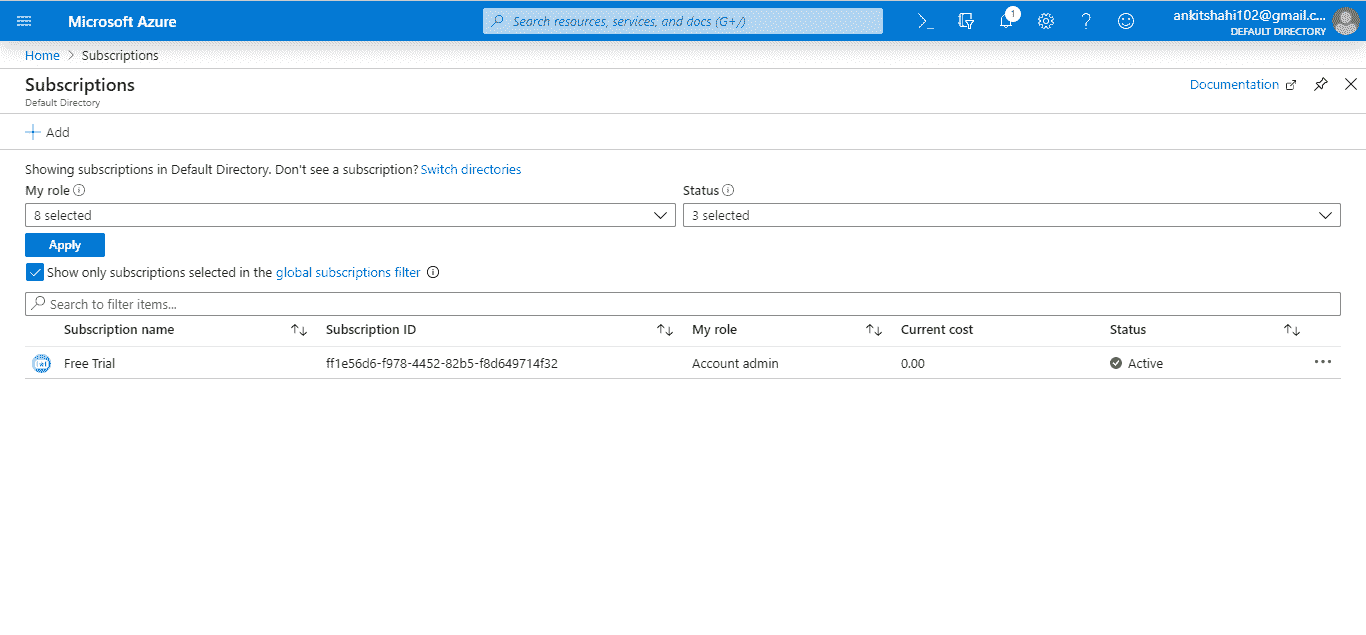 Microsoft Azure
Search resources, services, and docs (G+/)
1
ankitshahi102@gmail.c...
DEFAULT DIRECTORY
Home > Subscriptions
Subscriptions
Default Directory
Documentation
+ Add
Showing subscriptions in Default Directory. Don't see a subscription? Switch directories
My role
Status
8 selected
3 selected
Apply
Show only subscriptions selected in the global subscriptions filter
Search to filter items...
Subscription name Subscription ID My role Current cost Status
Free Trial ff1e56d6-f978-4452-82b5-f8d649714f32 Account admin 0.00 Active